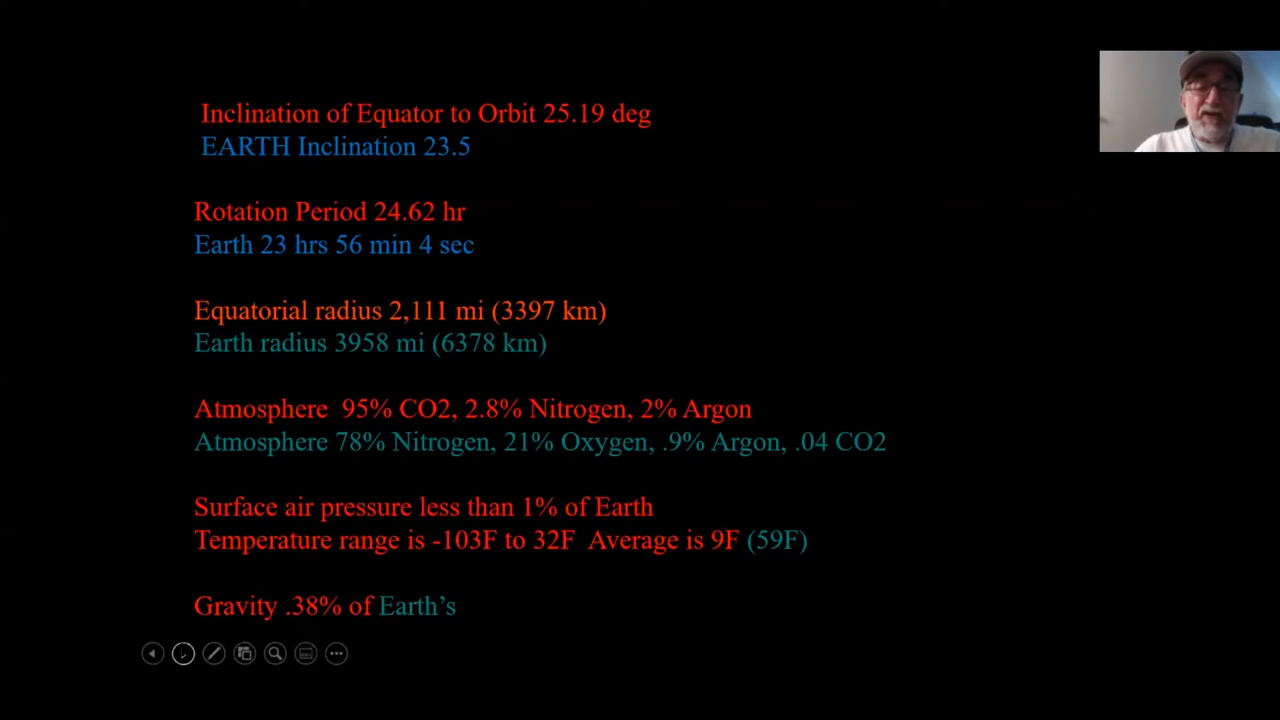 Inclination of Equator to Orbit 25.19 deg
EARTH Inclination 23.5
Rotation Period 24.62 hr
Earth 23 hrs 56 min 4 sec
Equatorial radius 2,111 mi (3397 km)
Earth radius 3958 mi (6378 km)
Atmosphere 95% CO2, 2.8% Nitrogen, 2% Argon
Atmosphere 78% Nitrogen, 21% Oxygen, .9% Argon, .04 CO2
Surface air pressure less than 1% of Earth
Temperature range is -103F to 32F Average is 9F (59F)
Gravity .38% of Earth’s